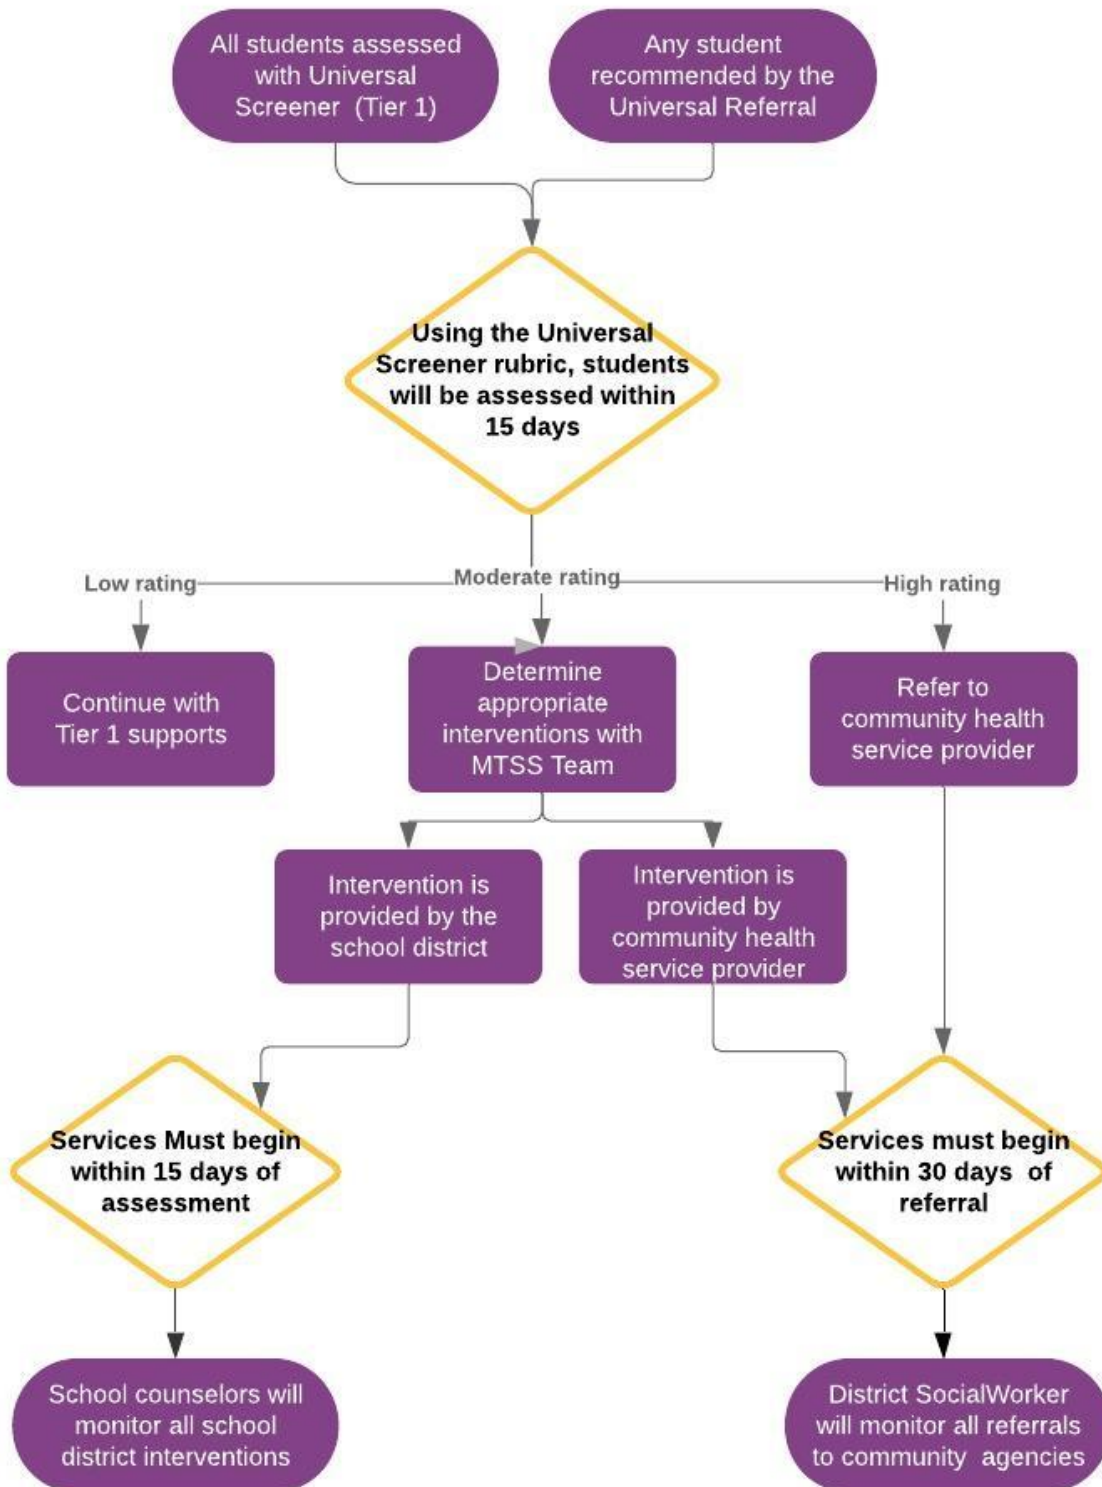 All students assessed
with Universal
Screener (Tier 1)
Any student
recommended by the
Universal Referral
Using the Universal
Screener rubric, students
will be assessed within
15 days
Low rating
Moderate rating
High rating
Continue with
Tier 1 supports
Determine
appropriate
interventions with
MTSS Team
Refer to
community health
service provider
Intervention is
provided by the
school district
Intervention is
provided by
community health
service provider
Services Must begin
within 15 days of
assessment
Services must begin
within 30 days of
referral
School counselors will
monitor all school
district interventions
District SocialWorker
will monitor all referrals
to community agencies